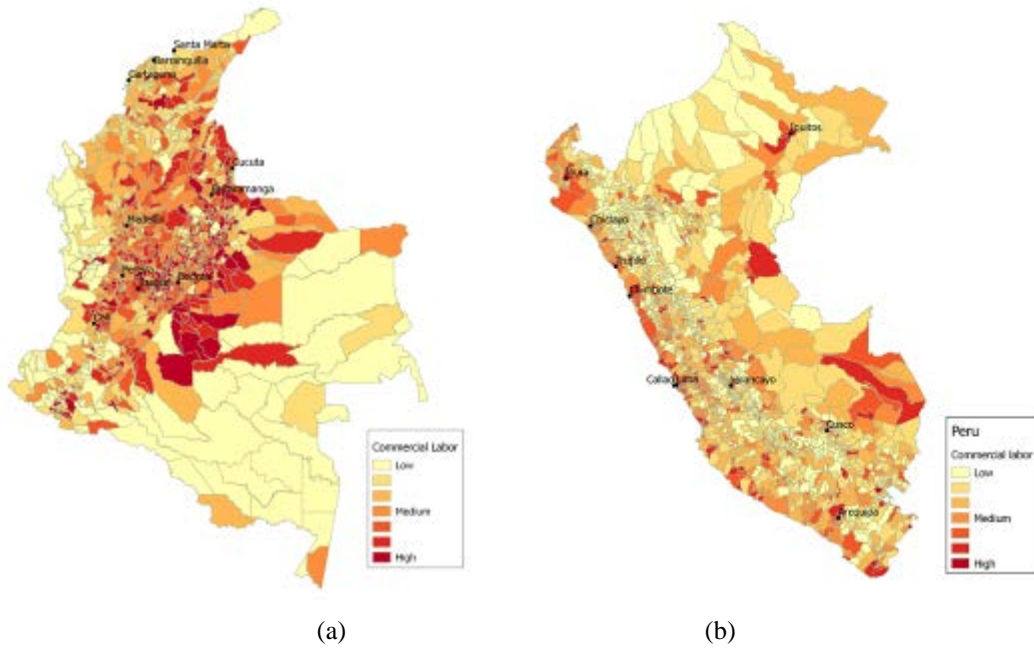 Santa Marta
Barranquilla
Cartagena
Cucuta
Bucaramanga
Medellin
Pereira
Bogota
Ibague
Cali
Commercial Labor
Low
Medium
High
(a)
Iquitos
Piura
Chiclayo
Trujillo
Chimbote
Callao
Lima
Huancayo
Cusco
Arequipa
Peru
Commercial labor
Low
Medium
High
(b)